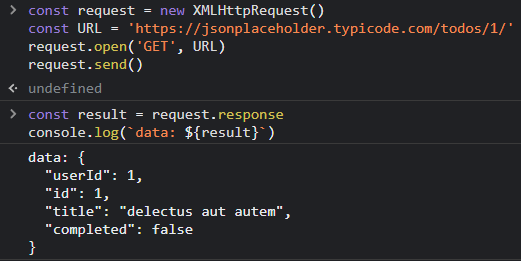 > const request = new XMLHttpRequest()
const URL = 'https://jsonplaceholder.typicode.com/todos/1/'
request.open('GET', URL)
request.send()
undefined
> const result = request.response
console.log(`data: ${result}`)
data: {
  "userId": 1,
  "id": 1,
  "title": "delectus aut autem",
  "completed": false
}